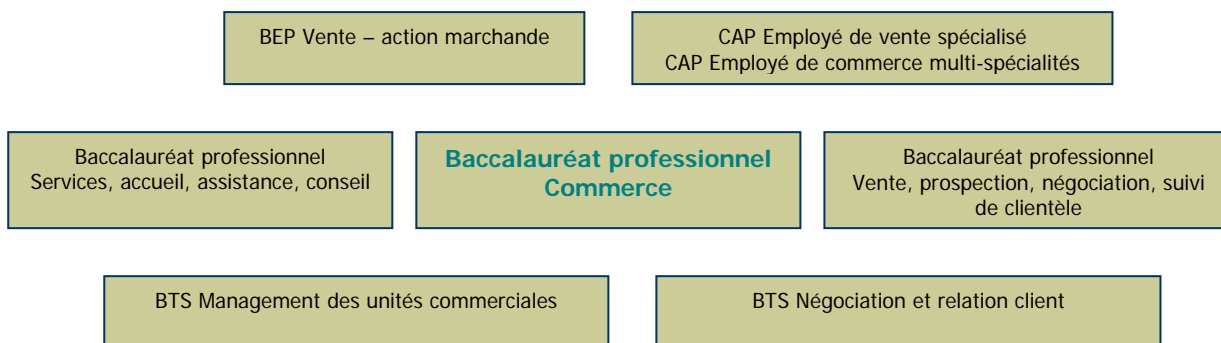 BEP Vente – action marchande
CAP Employé de vente spécialisé
CAP Employé de commerce multi-spécialités
Baccalauréat professionnel
Services, accueil, assistance, conseil
Baccalauréat professionnel
Commerce
Baccalauréat professionnel
Vente, prospection, négociation, suivi
de clientèle
BTS Management des unités commerciales
BTS Négociation et relation client